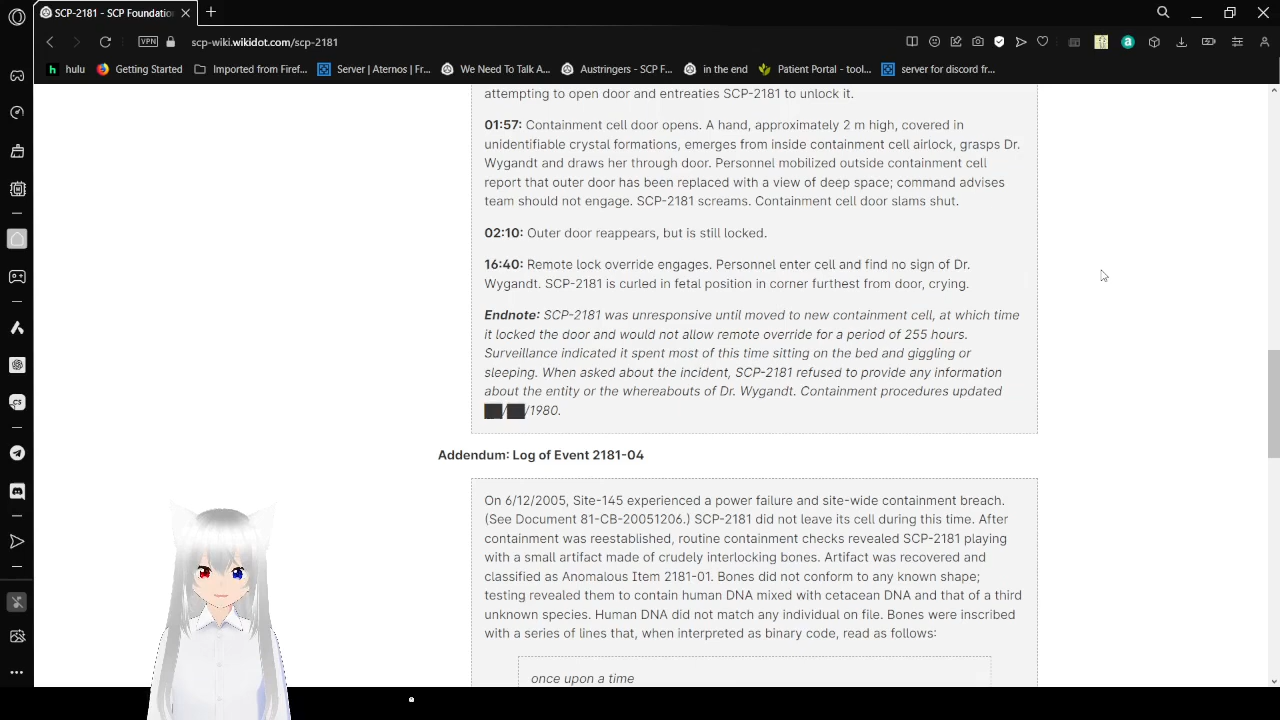 SCP-2181 - SCP Foundatio
scp-wiki.wikidot.com/scp-2181
VPN
hulu
Getting Started
Imported from Firef...
Server | Aternos | Fr...
We Need To Talk A...
Austringers - SCP F...
in the end
Patient Portal - tool...
server for discord fr...
attempting to open door and entreaties SCP-2181 to unlock it.
01:57: Containment cell door opens. A hand, approximately 2 m high, covered in
unidentifiable crystal formations, emerges from inside containment cell airlock, grasps Dr.
Wygandt and draws her through door. Personnel mobilized outside containment cell
report that outer door has been replaced with a view of deep space; command advises
team should not engage. SCP-2181 screams. Containment cell door slams shut.
02:10: Outer door reappears, but is still locked.
16:40: Remote lock override engages. Personnel enter cell and find no sign of Dr.
Wygandt. SCP-2181 is curled in fetal position in corner furthest from door, crying.
Endnote: SCP-2181 was unresponsive until moved to new containment cell, at which time
it locked the door and would not allow remote override for a period of 255 hours.
Surveillance indicated it spent most of this time sitting on the bed and giggling or
sleeping. When asked about the incident, SCP-2181 refused to provide any information
about the entity or the whereabouts of Dr. Wygandt. Containment procedures updated
██/██/1980.
Addendum: Log of Event 2181-04
On 6/12/2005, Site-145 experienced a power failure and site-wide containment breach.
(See Document 81-CB-20051206.) SCP-2181 did not leave its cell during this time. After
containment was reestablished, routine containment checks revealed SCP-2181 playing
with a small artifact made of crudely interlocking bones. Artifact was recovered and
classified as Anomalous Item 2181-01. Bones did not conform to any known shape;
testing revealed them to contain human DNA mixed with cetacean DNA and that of a third
unknown species. Human DNA did not match any individual on file. Bones were inscribed
with a series of lines that, when interpreted as binary code, read as follows:
once upon a time